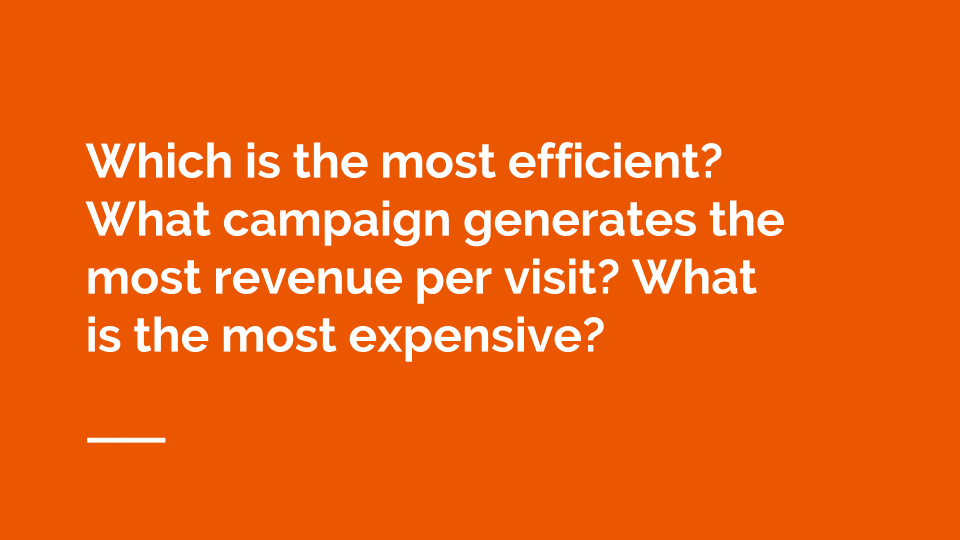 Which is the most efficient?
What campaign generates the
most revenue per visit? What
is the most expensive?